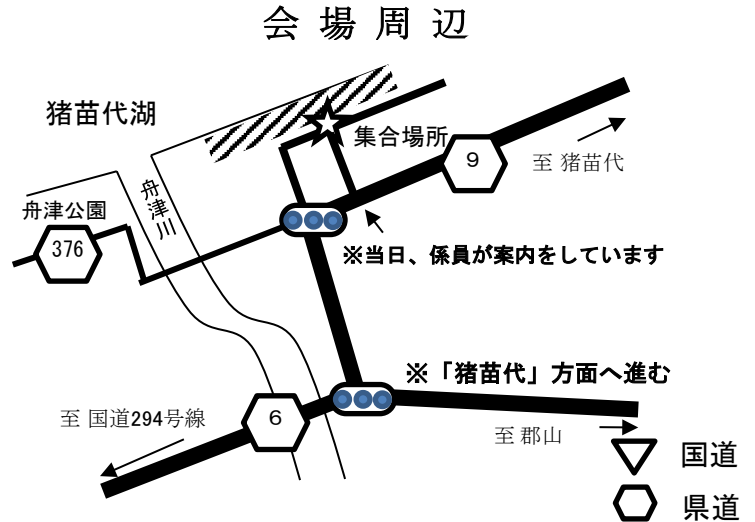 会場周辺
猪苗代湖
集合場所
9
至 猪苗代
舟津川
舟津公園
376
※当日、係員が案内をしています
※「猪苗代」方面へ進む
至 国道294号線
6
至 郡山
国道
県道